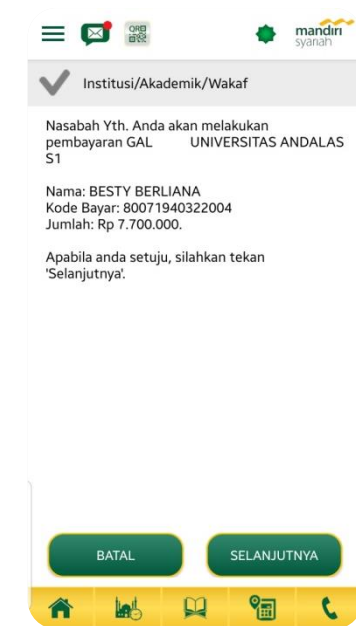 QRIS
mandiri
syariah
Institusi/Akademik/Wakaf
Nasabah Yth. Anda akan melakukan
pembayaran GAL UNIVERSITAS ANDALAS
S1
Nama: BESTY BERLIANA
Kode Bayar: 80071940322004
Jumlah: Rp 7.700.000.
Apabila anda setuju, silahkan tekan
'Selanjutnya'.
BATAL
SELANJUTNYA